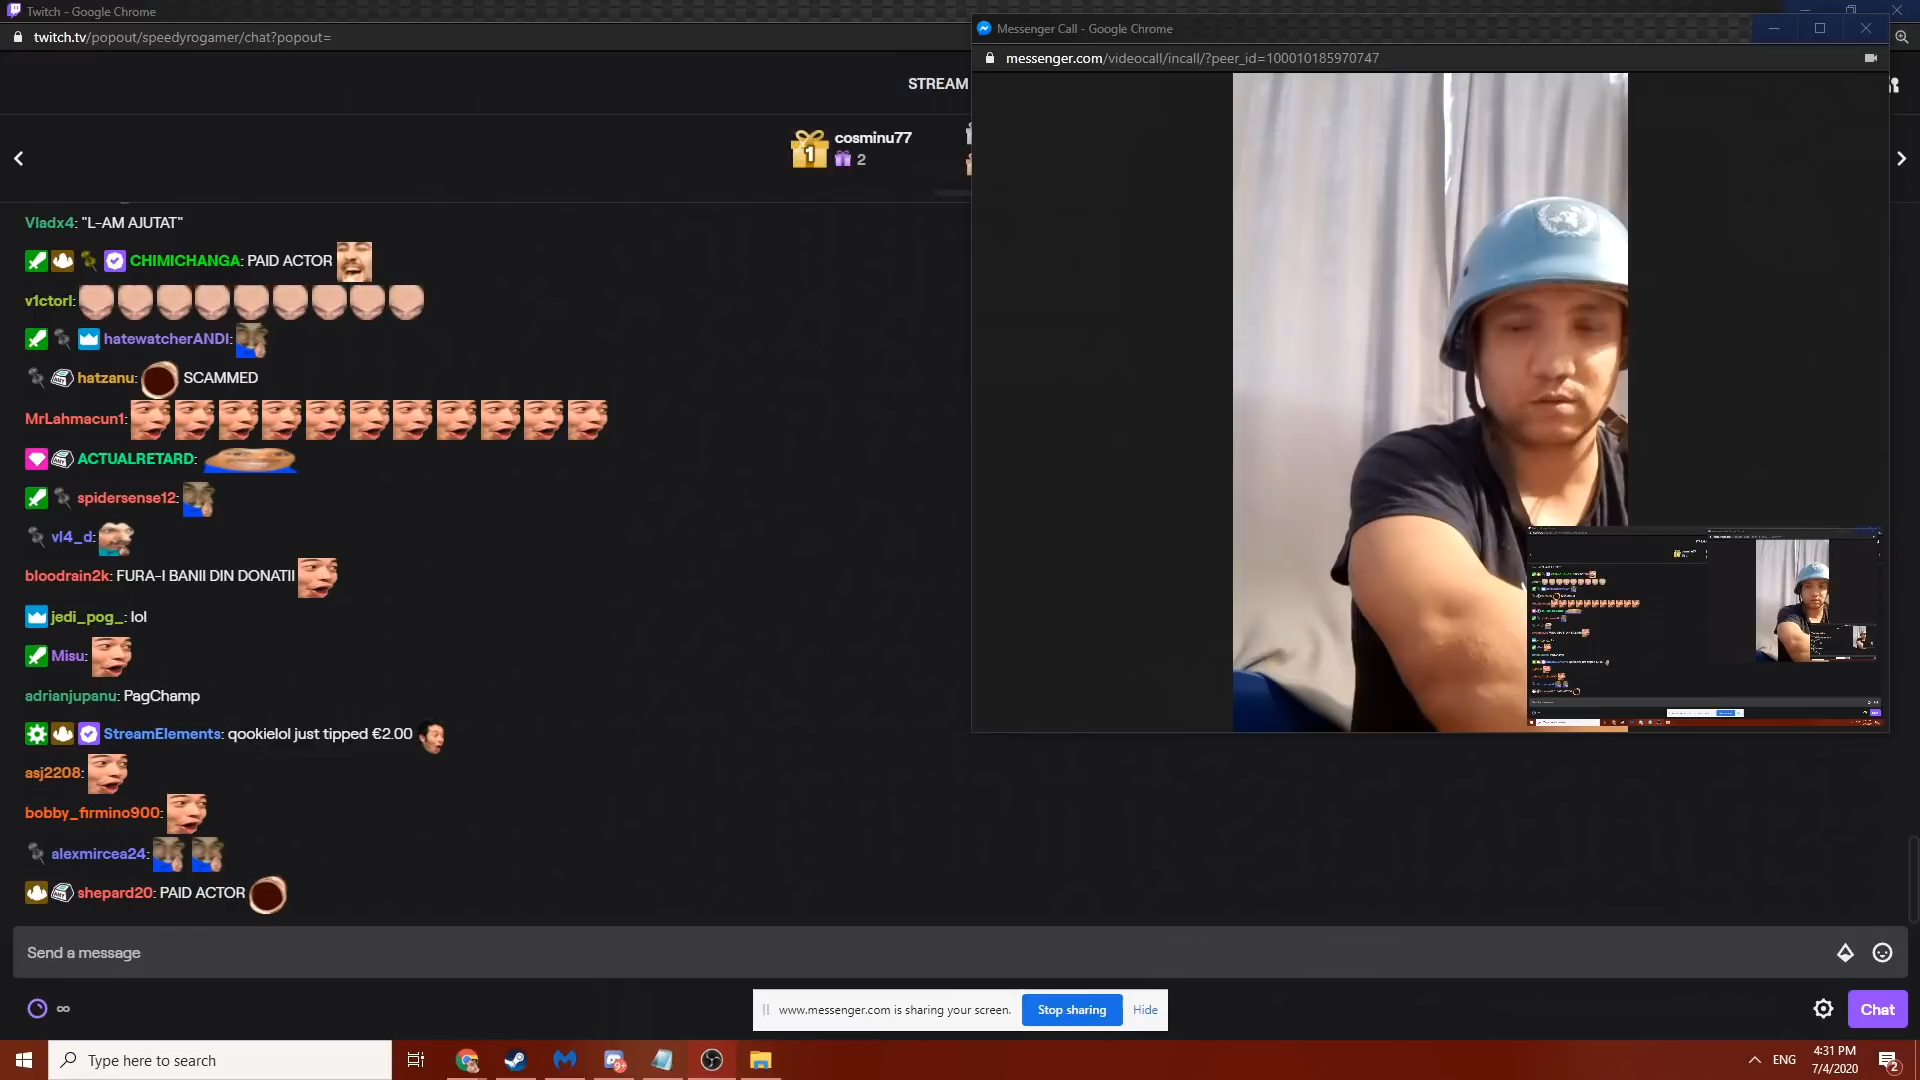 Twitch - Google Chrome
twitch.tv/popout/speedyrogamer/chat?popout=
Messenger Call - Google Chrome
messenger.com/videocall/incall/?peer_id=100010185970747
STREAM
1
cosminu77
2
Vladx4: "L-AM AJUTAT"
CHIMICHANGA: PAID ACTOR
v1ctorl:
hatewatcherANDI:
hatzanu: SCAMMED
MrLahmacun1:
ACTUALRETARD:
spidersense12:
vl4_d:
bloodrain2k: FURA-I BANII DIN DONATII
jedi_pog_: lol
Misu:
adrianjupanu: PagChamp
StreamElements: qookielol just tipped €2.00
asj2208:
bobby_firmino900:
alexmircea24:
shepard20: PAID ACTOR
Send a message
∞
www.messenger.com is sharing your screen.
Stop sharing
Hide
Chat
Type here to search
9+
ENG
4:31 PM
7/4/2020
2